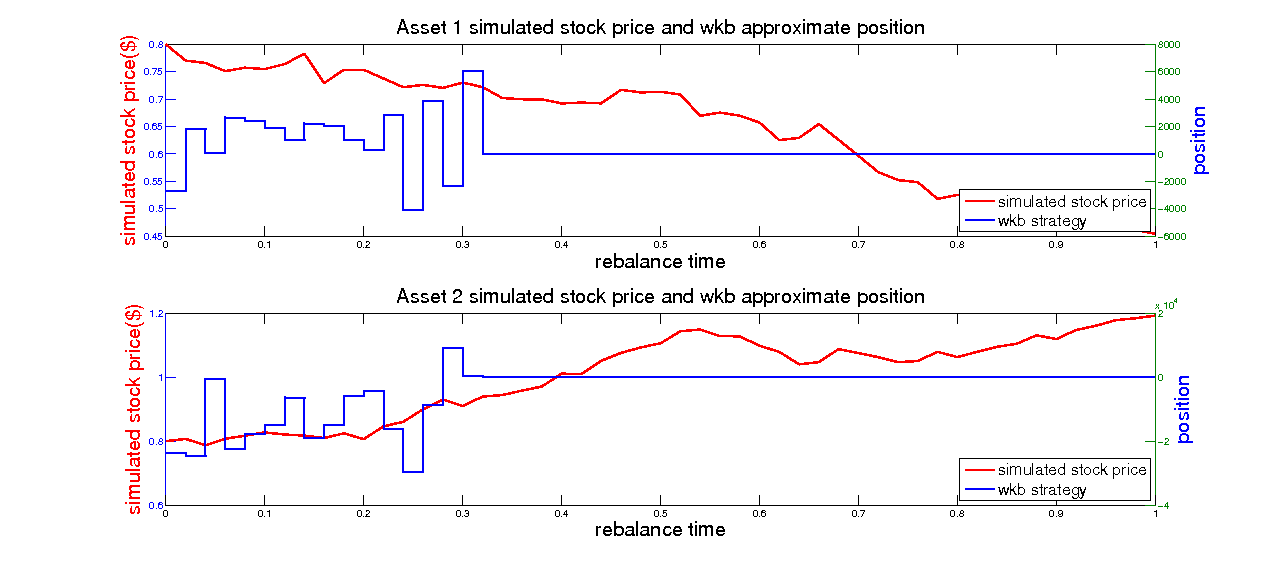 Asset 1 simulated stock price and wkb approximate position
simulated stock price($)
0.8
0.75
0.7
0.65
0.6
0.55
0.5
0.45
8000
6000
4000
2000
0
−2000
−4000
−6000
position
simulated stock price
wkb strategy
0 0.1 0.2 0.3 0.4 0.5 0.6 0.7 0.8 0.9 1
rebalance time
Asset 2 simulated stock price and wkb approximate position
simulated stock price($)
1.2
1
0.8
0.6
x 10^4
2
0
−2
−4
position
simulated stock price
wkb strategy
0 0.1 0.2 0.3 0.4 0.5 0.6 0.7 0.8 0.9 1
rebalance time